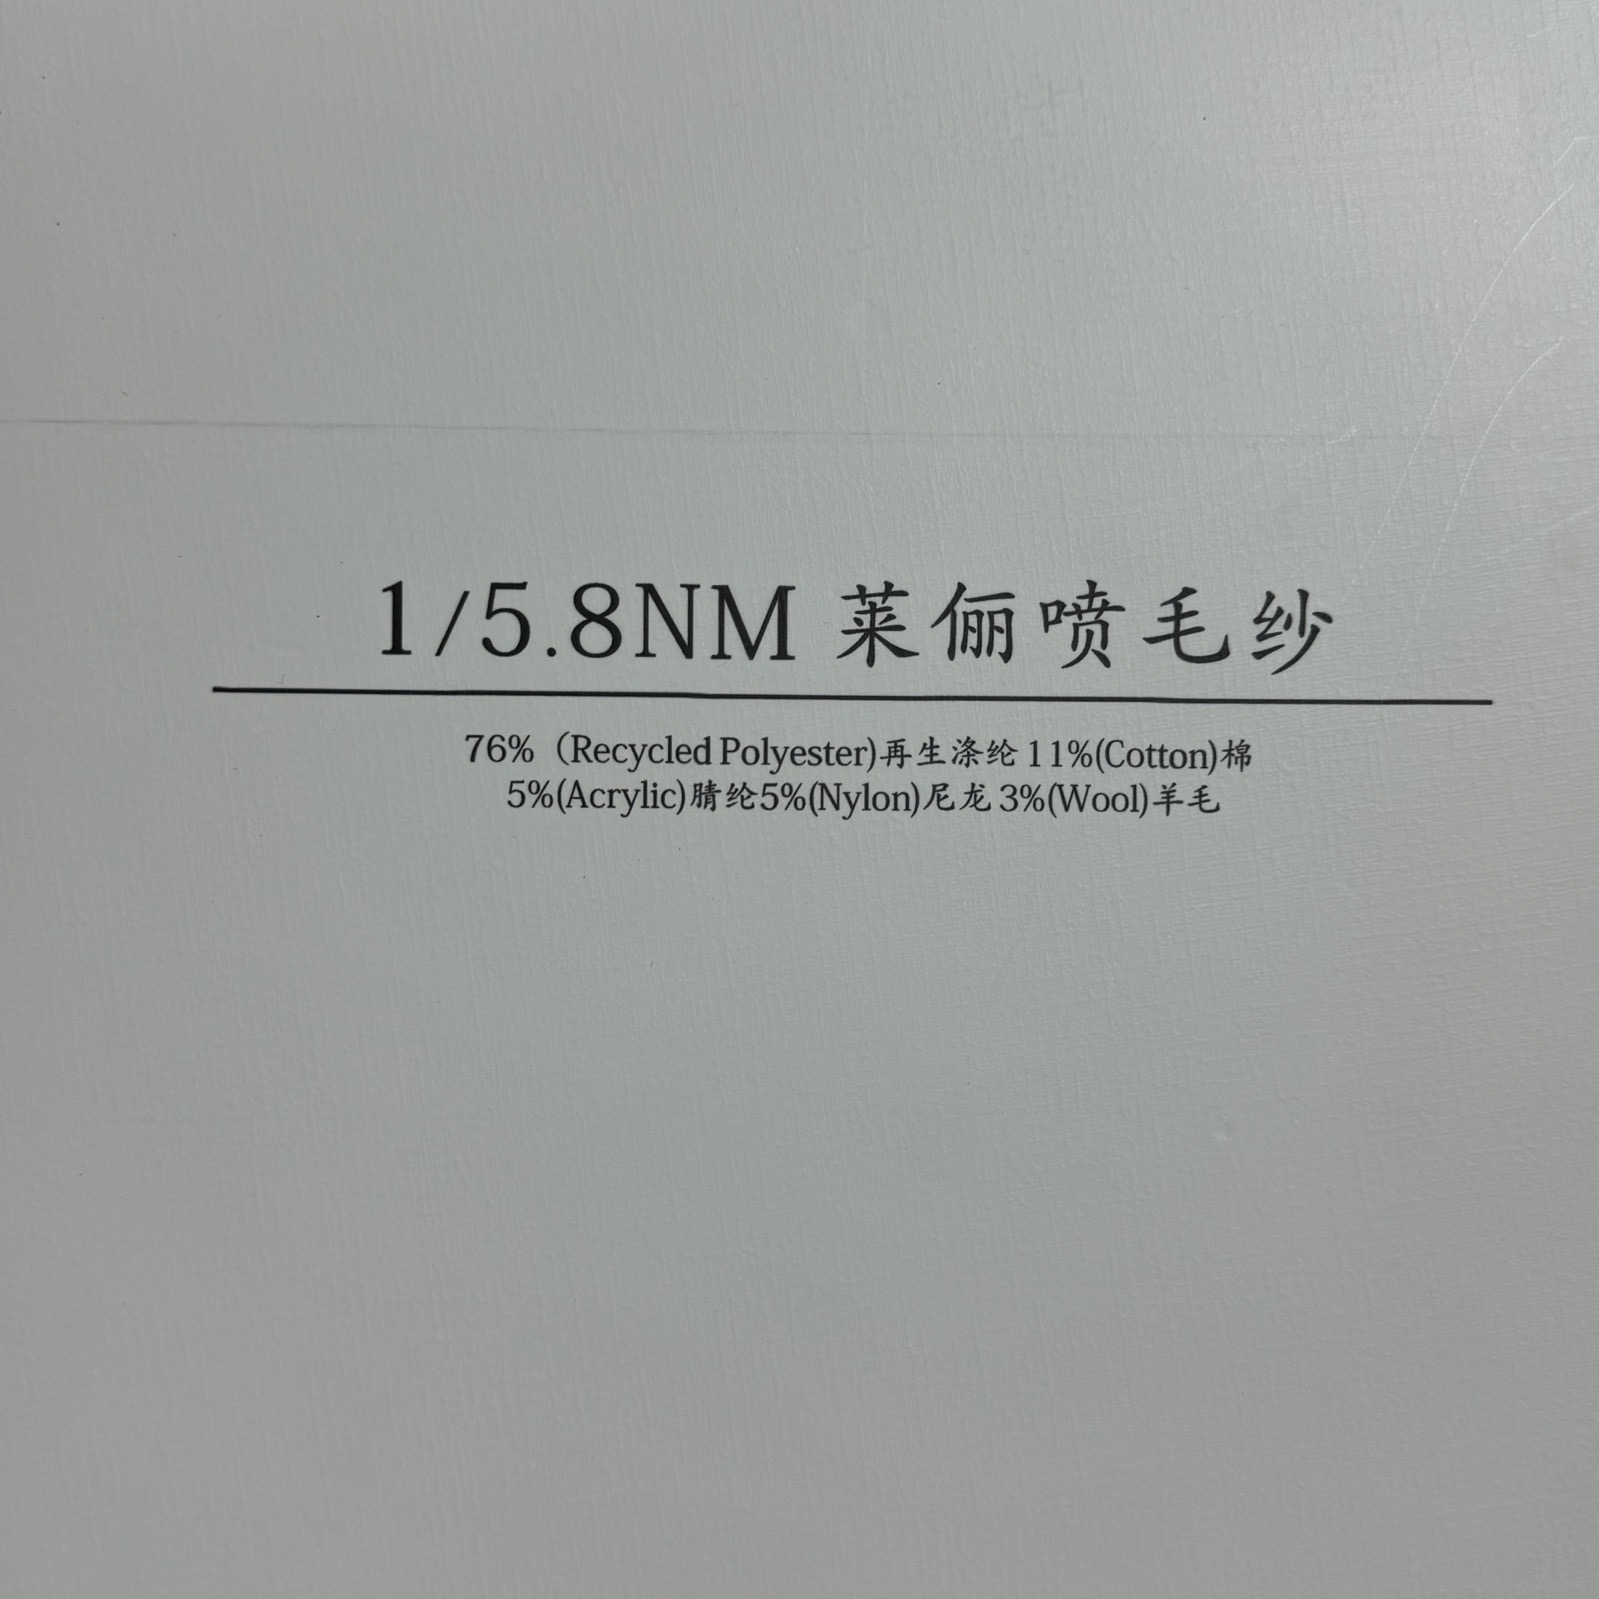 1/5.8NM 莱俪喷毛纱
76%（Recycled Polyester)再生涤纶 11%(Cotton)棉
5%(Acrylic)腈纶5%(Nylon)尼龙 3%(Wool)羊毛